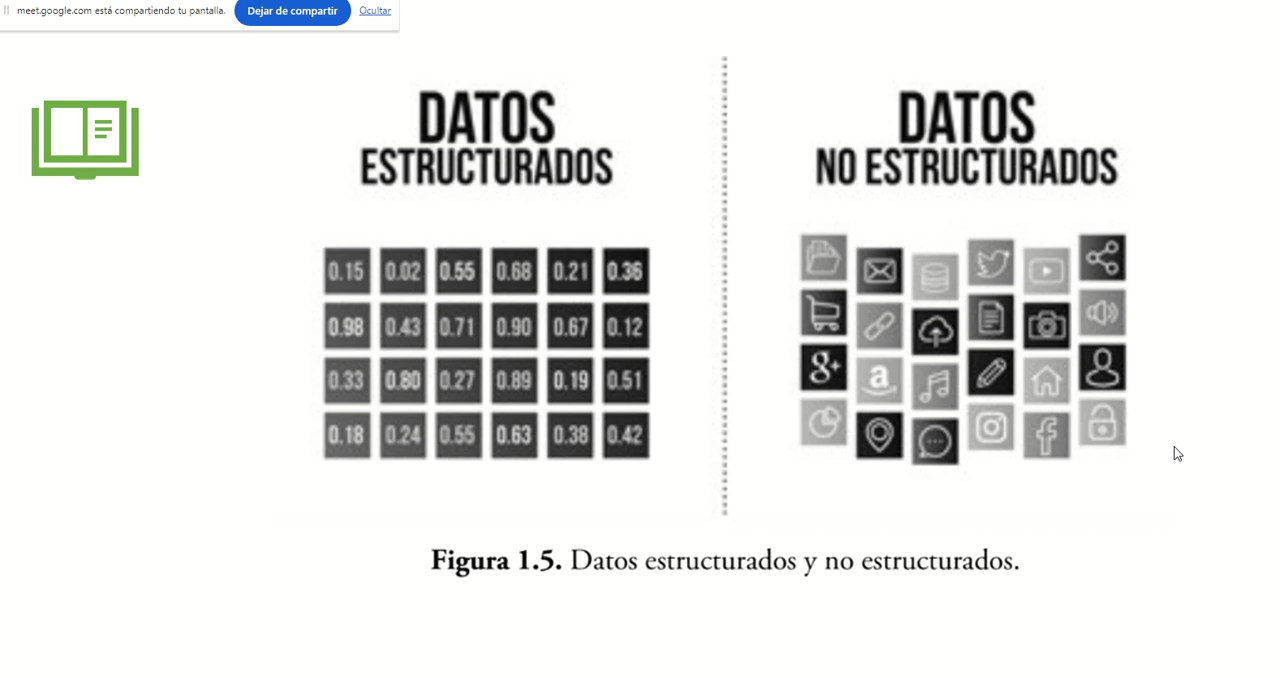 meet.google.com está compartiendo tu pantalla. Dejar de compartir Ocultar
DATOS
ESTRUCTURADOS
0.15 0.02 0.55 0.68 0.21 0.36
0.98 0.43 0.71 0.90 0.67 0.12
0.33 0.80 0.27 0.89 0.19 0.51
0.18 0.24 0.55 0.63 0.38 0.42
DATOS
NO ESTRUCTURADOS
g+
a
f
Figura 1.5. Datos estructurados y no estructurados.